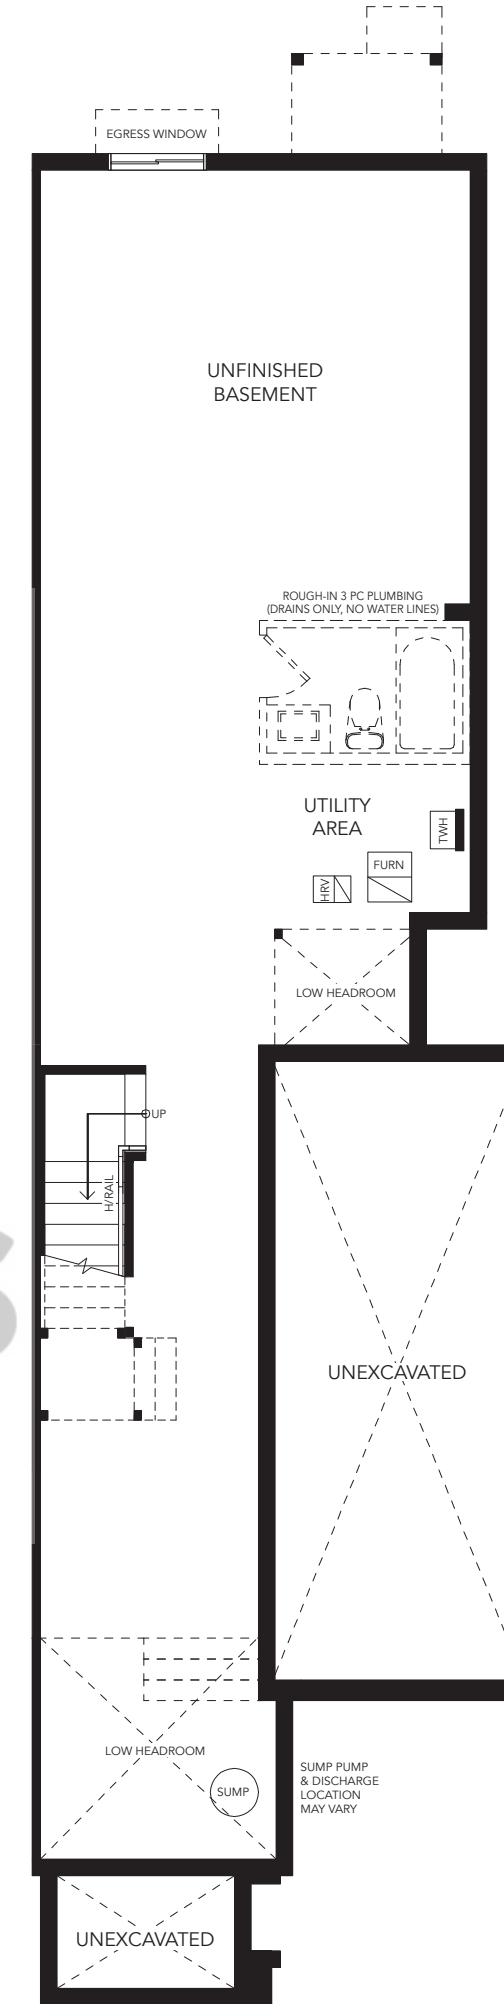 EGRESS WINDOW
UNFINISHED
BASEMENT
ROUGH-IN 3 PC PLUMBING
(DRAINS ONLY, NO WATER LINES)
UTILITY
AREA
TWH
FURN
HRV
LOW HEADROOM
UP
H/RAIL
UNEXCAVATED
LOW HEADROOM
SUMP
SUMP PUMP
& DISCHARGE
LOCATION
MAY VARY
UNEXCAVATED